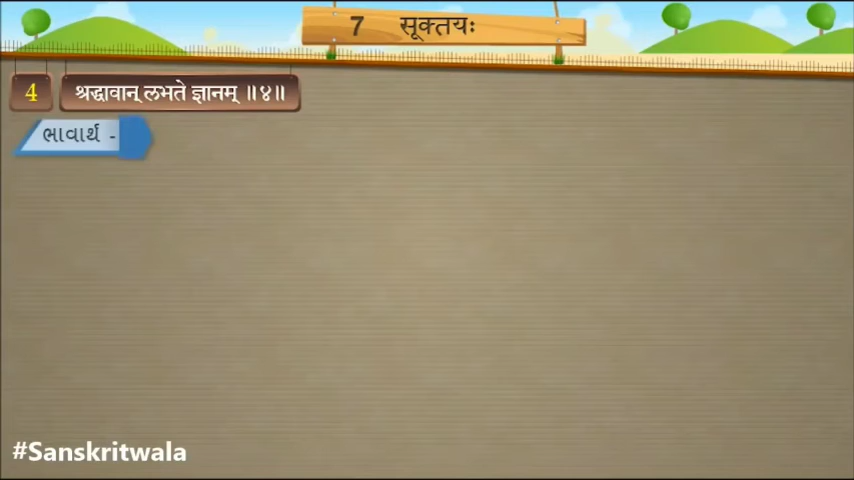 7 सूक्तयः
4 श्रद्धावान् लभते ज्ञानम् ॥४॥
ભાવાર્થ -
#Sanskritwala